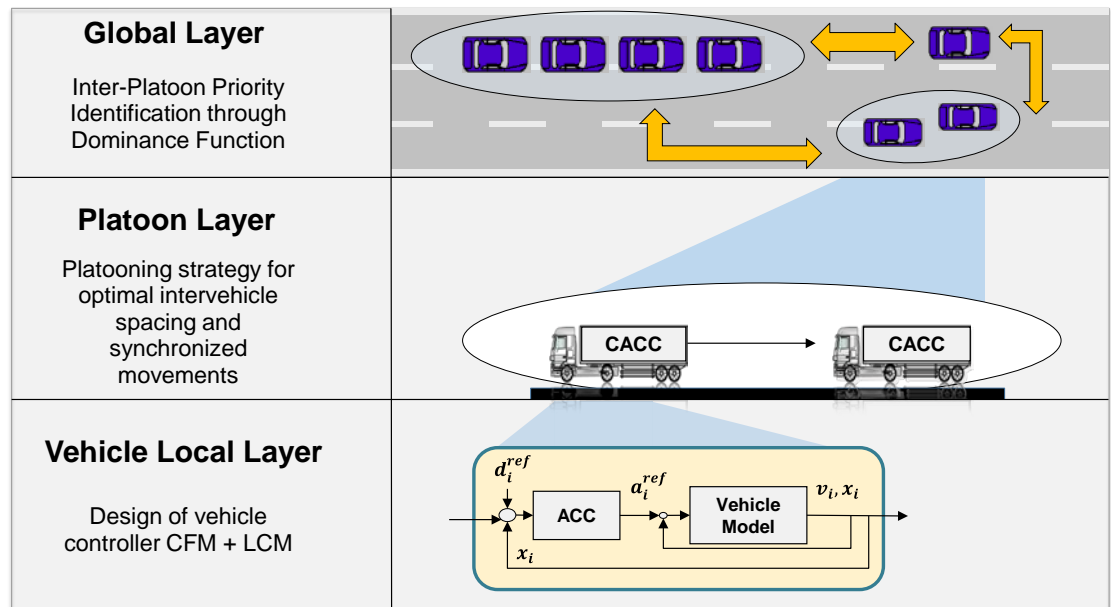 Global Layer
Inter-Platoon Priority
Identification through
Dominance Function
Platoon Layer
Platooning strategy for
optimal intervehicle
spacing and
synchronized
movements
CACC
CACC
Vehicle Local Layer
Design of vehicle
controller CFM + LCM
d_i^{ref}
ACC
a_i^{ref}
Vehicle
Model
v_i, x_i
x_i